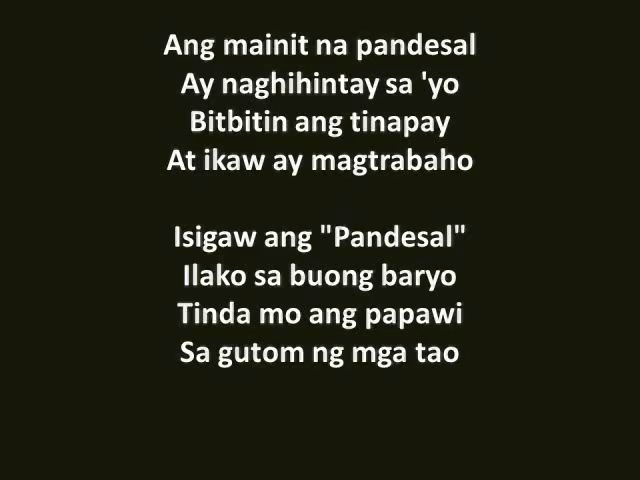 Ang mainit na pandesal
Ay naghihintay sa 'yo
Bitbitin ang tinapay
At ikaw ay magtrabaho
Isigaw ang "Pandesal"
Ilako sa buong baryo
Tinda mo ang papawi
Sa gutom ng mga tao